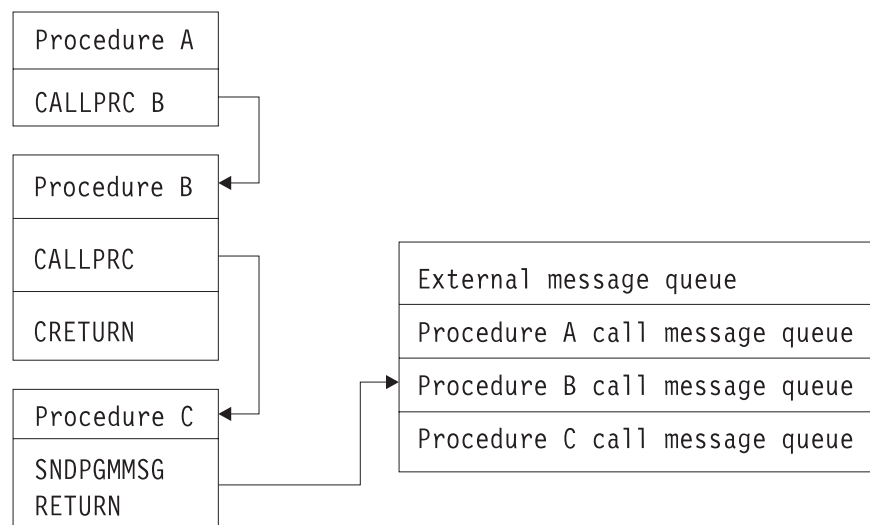 Procedure A
CALLPRC B
Procedure B
CALLPRC
CRETURN
Procedure C
SNDPGMMSG
RETURN
External message queue
Procedure A call message queue
Procedure B call message queue
Procedure C call message queue